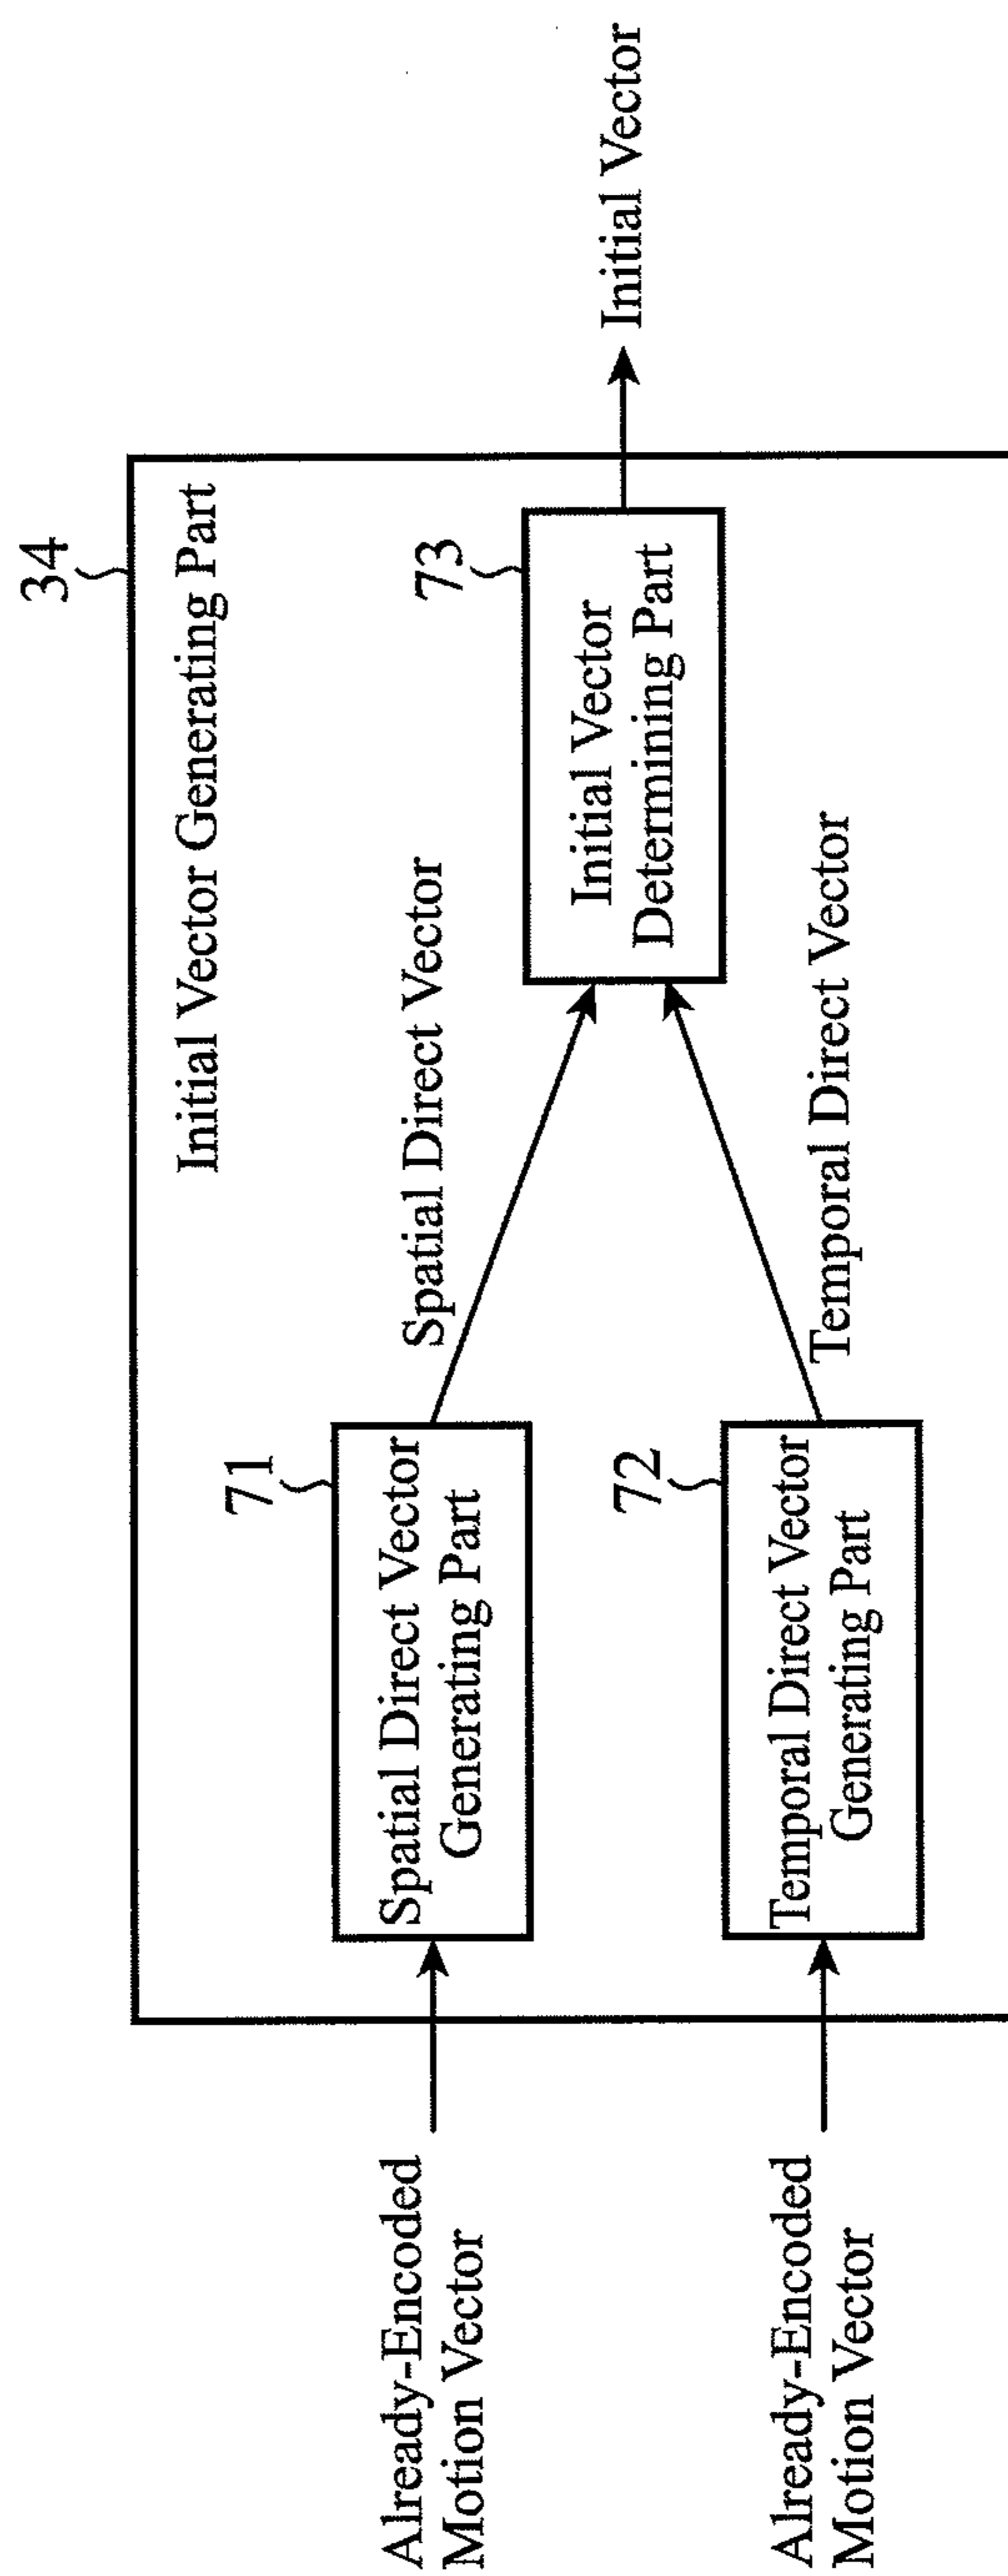 34
Initial Vector Generating Part
Already-Encoded
Motion Vector
71
Spatial Direct Vector
Generating Part
Spatial Direct Vector
73
Initial Vector
Determining Part
Initial Vector
Already-Encoded
Motion Vector
72
Temporal Direct Vector
Generating Part
Temporal Direct Vector